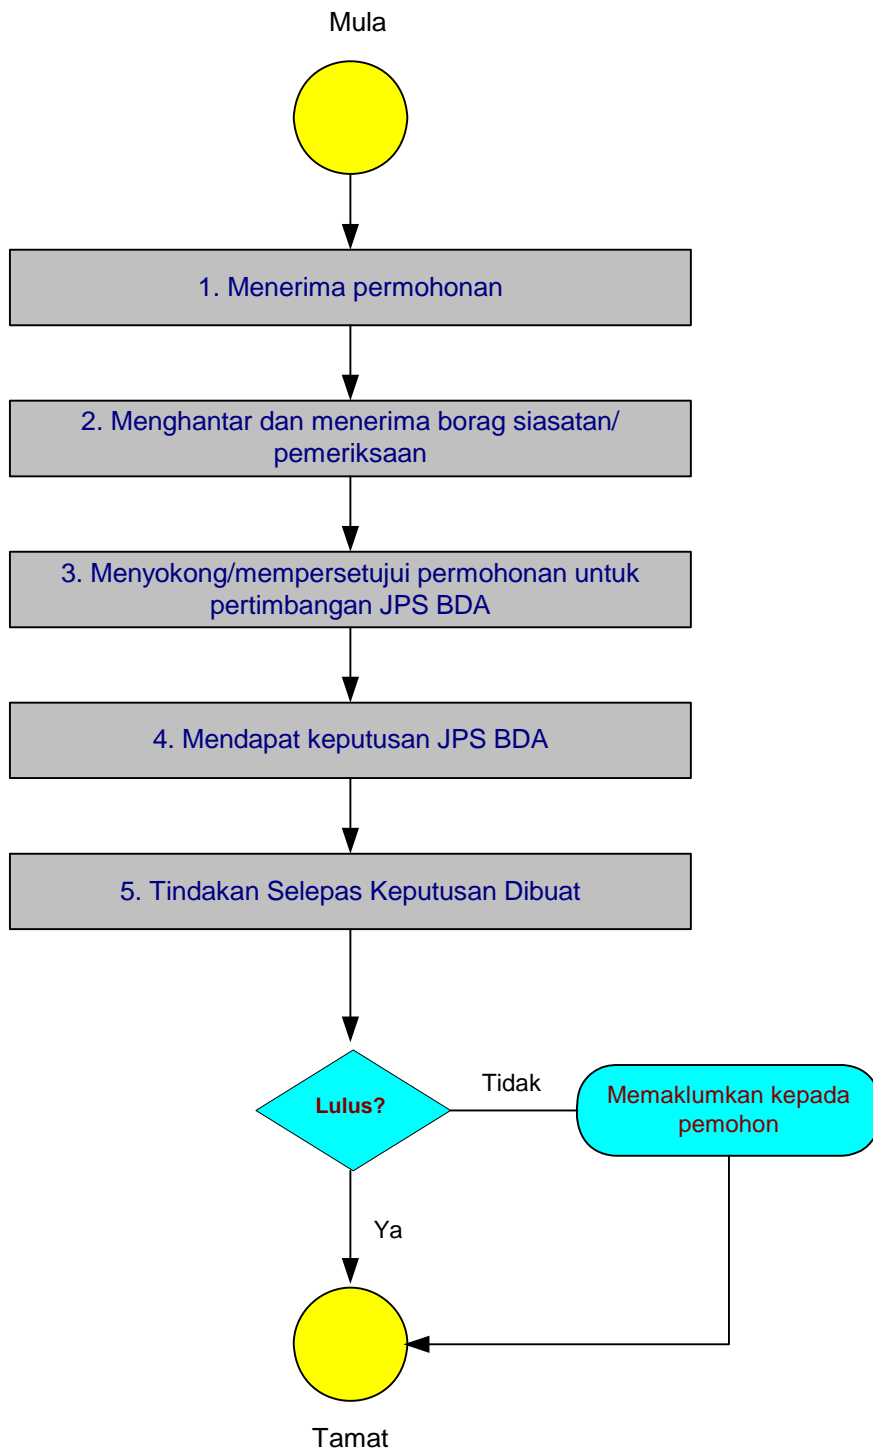 Mula
1. Menerima permohonan
2. Menghantar dan menerima borag siasatan/
pemeriksaan
3. Menyokong/mempersetujui permohonan untuk
pertimbangan JPS BDA
4. Mendapat keputusan JPS BDA
5. Tindakan Selepas Keputusan Dibuat
Lulus?
Tidak
Memaklumkan kepada
pemohon
Ya
Tamat